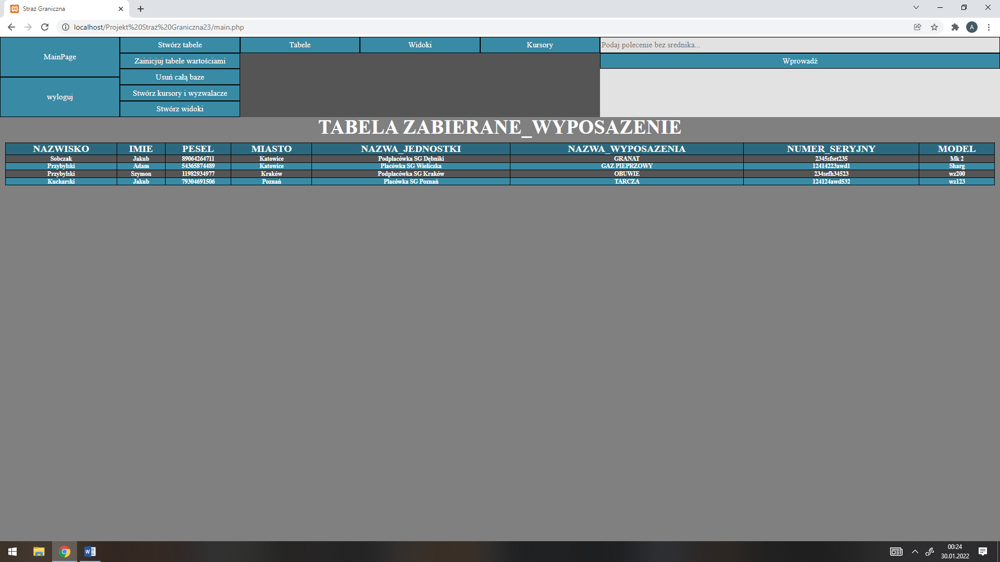 Straż Graniczna
localhost/Projekt%20Straż%20Graniczna23/main.php
A
MainPage
wyloguj
Stwórz tabele
Zainicjuj tabele wartościami
Usuń całą baze
Stwórz kursory i wyzwalacze
Stwórz widoki
Tabele
Widoki
Kursory
Podaj polecenie bez srednika...
Wprowadź
TABELA ZABIERANE_WYPOSAZENIE
NAZWISKO IMIE PESEL MIASTO NAZWA_JEDNOSTKI NAZWA_WYPOSAZENIA NUMER_SERYJNY MODEL
Sobczak Jakub 89064264711 Katowice Podplacówka SG Dębniki GRANAT 2345sfset235 Mk 2
Przybylski Adam 54365874489 Katowice Placówka SG Wieliczka GAZ PIEPRZOWY 12414223awd1 Sharg
Przybylski Szymon 11982934977 Kraków Podplacówka SG Kraków OBUWIE 234sefh34523 wz200
Kucharski Jakub 79304691506 Poznań Placówka SG Poznań TARCZA 124124awd532 wz123
00:24
30.01.2022